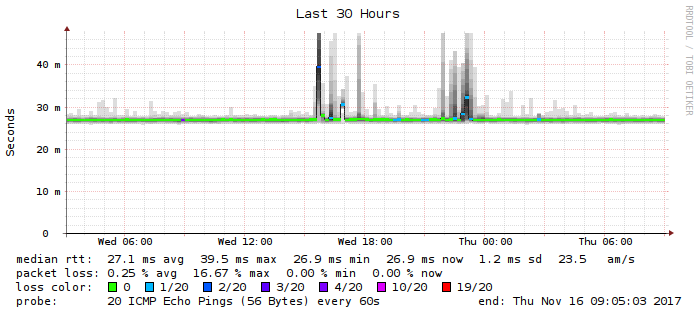 Last 30 Hours
RRDTOOL / TOBI OETIKER
Seconds
40 m
30 m
20 m
10 m
0
Wed 06:00 Wed 12:00 Wed 18:00 Thu 00:00 Thu 06:00
median rtt: 27.1 ms avg 39.5 ms max 26.9 ms min 26.9 ms now 1.2 ms sd 23.5 am/s
packet loss: 0.25 % avg 16.67 % max 0.00 % min 0.00 % now
loss color: 0 1/20 2/20 3/20 4/20 10/20 19/20
probe: 20 ICMP Echo Pings (56 Bytes) every 60s end: Thu Nov 16 09:05:03 2017